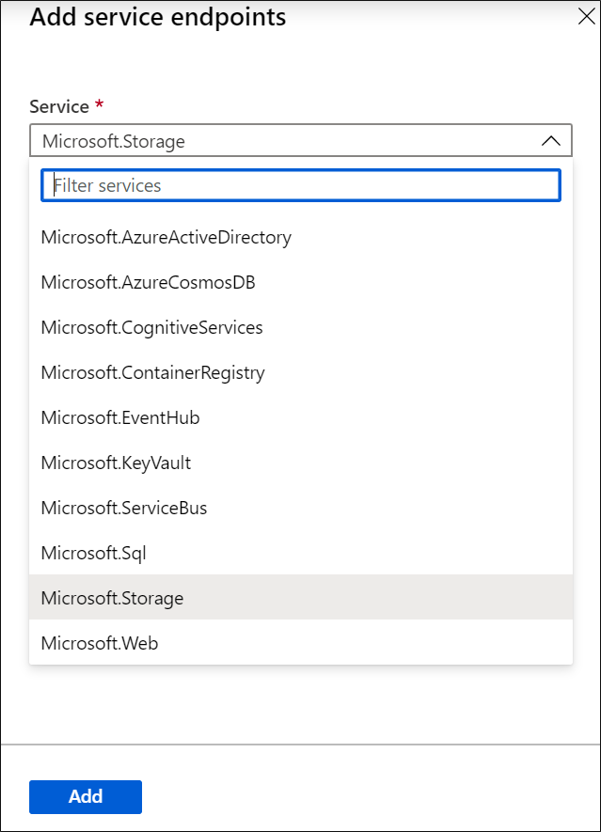 Add service endpoints
Service *
Microsoft.Storage
Filter services
Microsoft.AzureActiveDirectory
Microsoft.AzureCosmosDB
Microsoft.CognitiveServices
Microsoft.ContainerRegistry
Microsoft.EventHub
Microsoft.KeyVault
Microsoft.ServiceBus
Microsoft.Sql
Microsoft.Storage
Microsoft.Web
Add